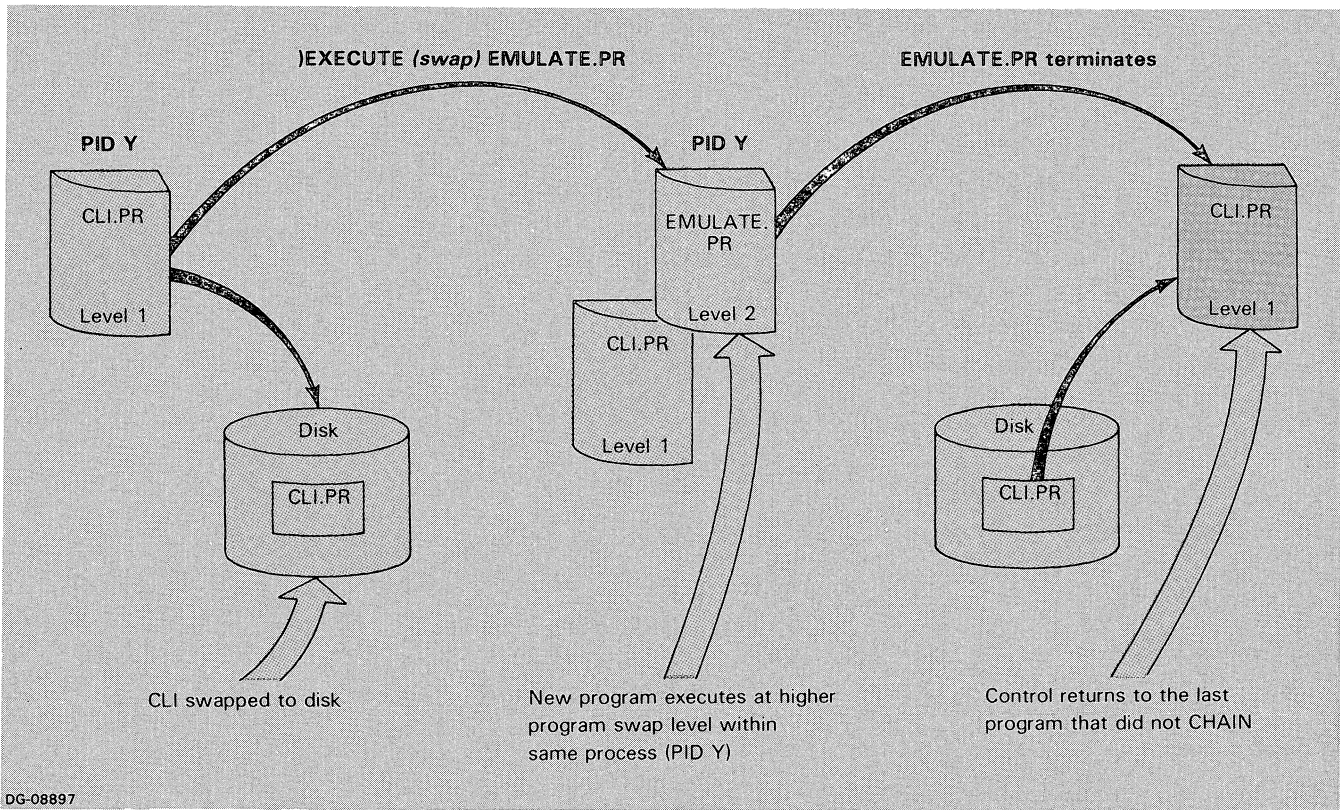 )EXECUTE (swap) EMULATE.PR
EMULATE.PR terminates
PID Y
CLI.PR
Level 1
PID Y
EMULATE.
PR
Level 2
CLI.PR
Level 1
CLI.PR
Level 1
Disk
CLI.PR
Disk
CLI.PR
CLI swapped to disk
New program executes at higher
program swap level within
same process (PID Y)
Control returns to the last
program that did not CHAIN
DG-08897